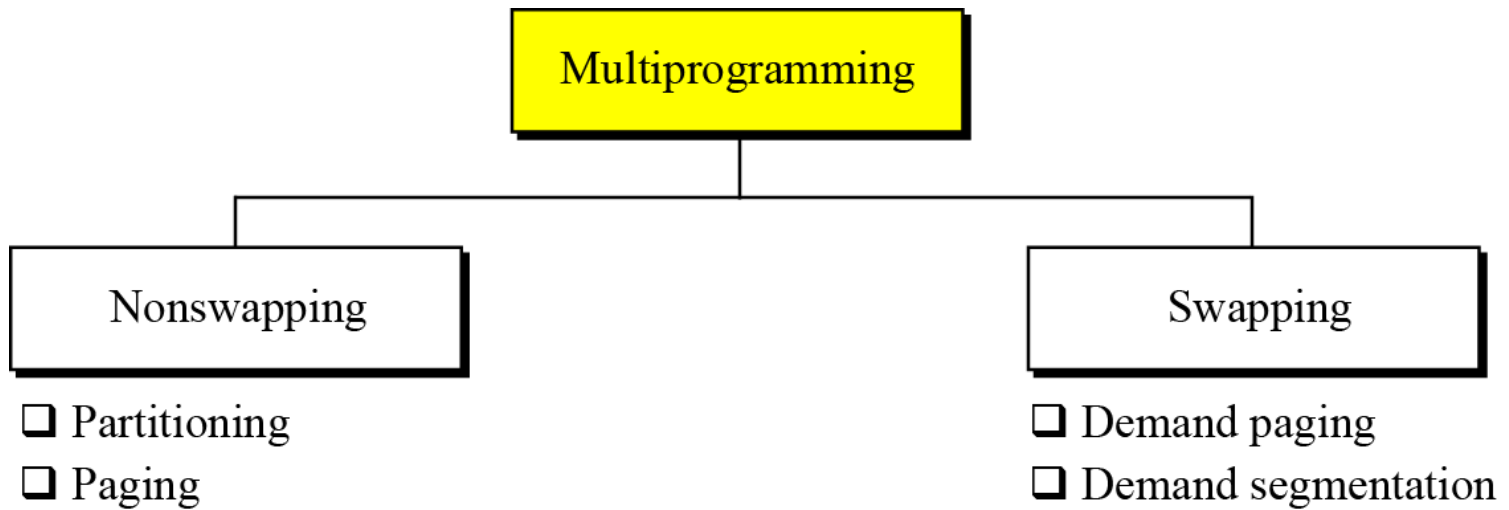 Multiprogramming
Nonswapping
Swapping
Partitioning
Paging
Demand paging
Demand segmentation